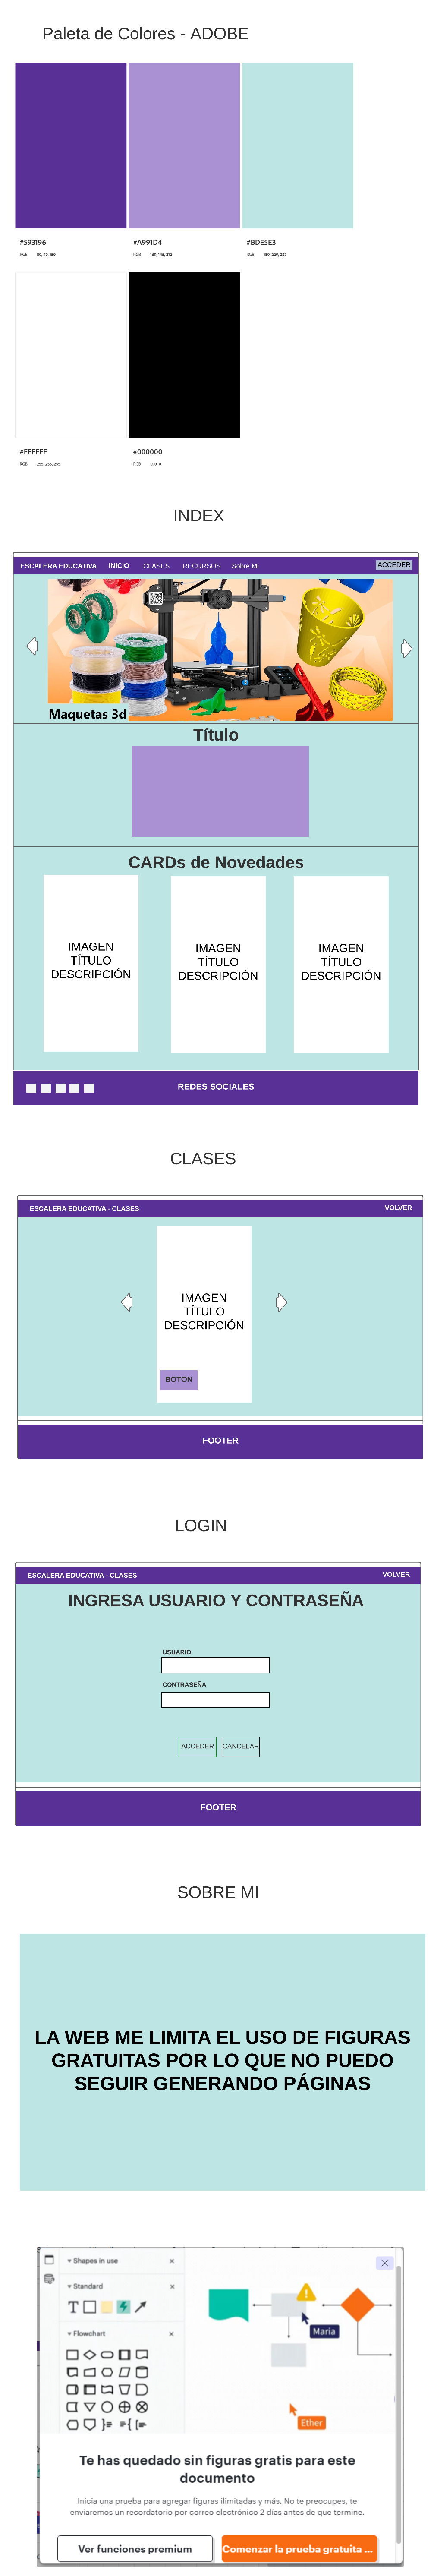 Paleta de Colores - ADOBE
#593196
RGB 89, 49, 150
#A991D4
RGB 169, 145, 212
#BDE5E3
RGB 189, 229, 227
#FFFFFF
RGB 255, 255, 255
#000000
RGB 0, 0, 0
INDEX
ESCALERA EDUCATIVA INICIO CLASES RECURSOS Sobre Mi ACCEDER
Maquetas 3d
Título
CARDs de Novedades
IMAGEN
TÍTULO
DESCRIPCIÓN
IMAGEN
TÍTULO
DESCRIPCIÓN
IMAGEN
TÍTULO
DESCRIPCIÓN
REDES SOCIALES
CLASES
ESCALERA EDUCATIVA - CLASES VOLVER
IMAGEN
TÍTULO
DESCRIPCIÓN
BOTON
FOOTER
LOGIN
ESCALERA EDUCATIVA - CLASES VOLVER
INGRESA USUARIO Y CONTRASEÑA
USUARIO
CONTRASEÑA
ACCEDER CANCELAR
FOOTER
SOBRE MI
LA WEB ME LIMITA EL USO DE FIGURAS
GRATUITAS POR LO QUE NO PUEDO
SEGUIR GENERANDO PÁGINAS
Shapes in use
Standard
T
Flowchart
Maria
Ether
Te has quedado sin figuras gratis para este
documento
Inicia una prueba para agregar figuras ilimitadas y más. No te preocupes, te
enviaremos un recordatorio por correo electrónico 2 días antes de que termine.
Ver funciones premium
Comenzar la prueba gratuita ...